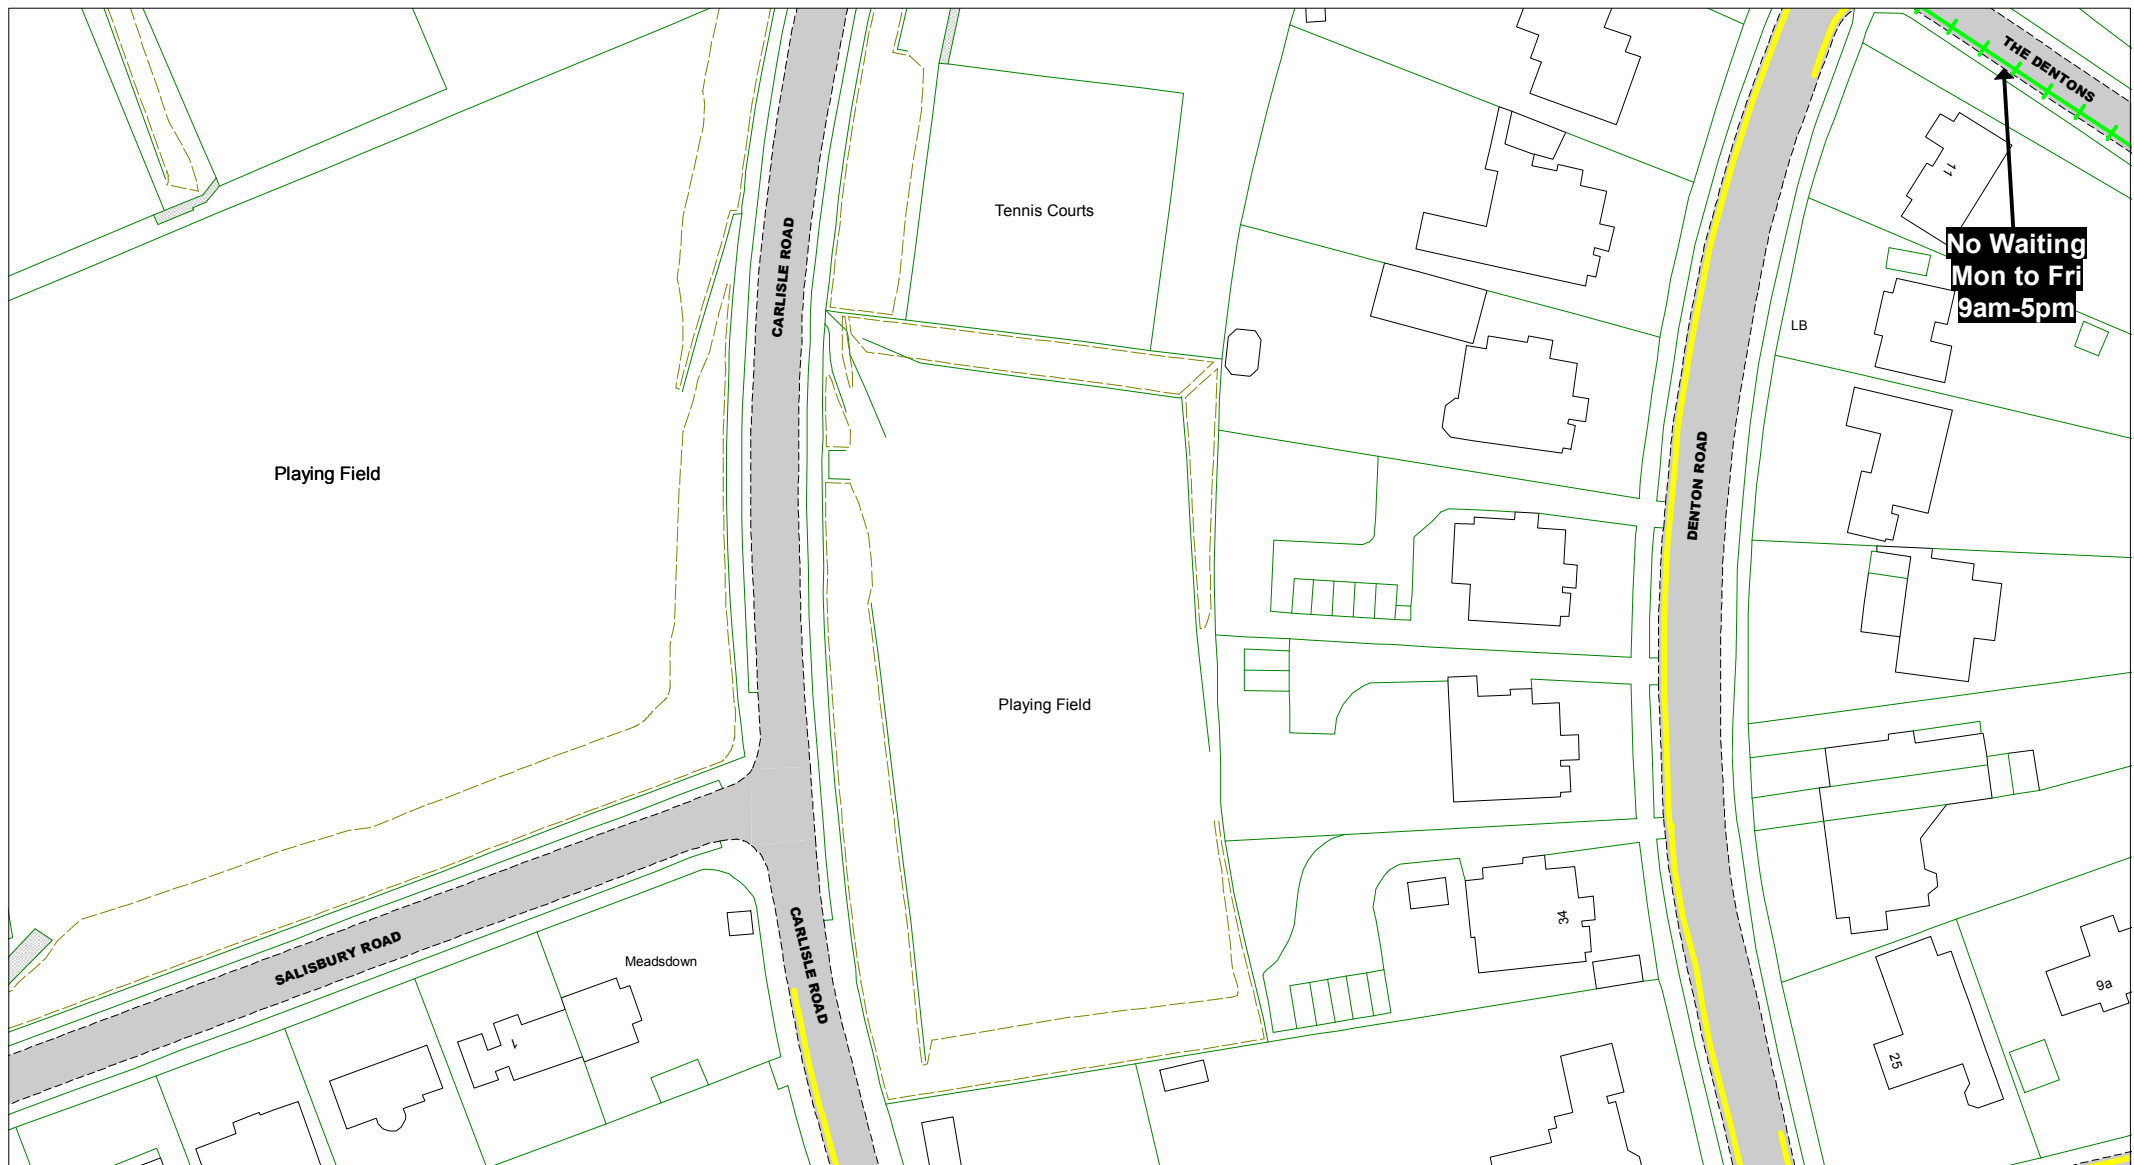 THE DENTONS
11
Tennis Courts
No Waiting
Mon to Fri
9am-5pm
CARLISLE ROAD
LB
Playing Field
DENTON ROAD
Playing Field
34
CARLISLE ROAD
SALISBURY ROAD
Meadsdown
9a
1
25